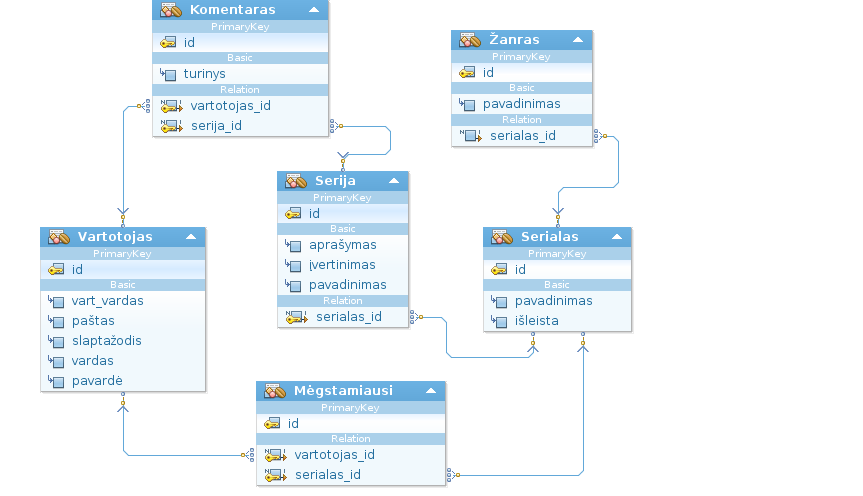 Komentaras
PrimaryKey
id
Basic
turinys
Relation
vartotojas_id
serija_id
Žanras
PrimaryKey
id
Basic
pavadinimas
Relation
serialas_id
Serija
PrimaryKey
id
Basic
aprašymas
įvertinimas
pavadinimas
Relation
serialas_id
Vartotojas
PrimaryKey
id
Basic
vart_vardas
paštas
slaptažodis
vardas
pavardė
Serialas
PrimaryKey
id
Basic
pavadinimas
išleista
Mėgstamiausi
PrimaryKey
id
Relation
vartotojas_id
serialas_id